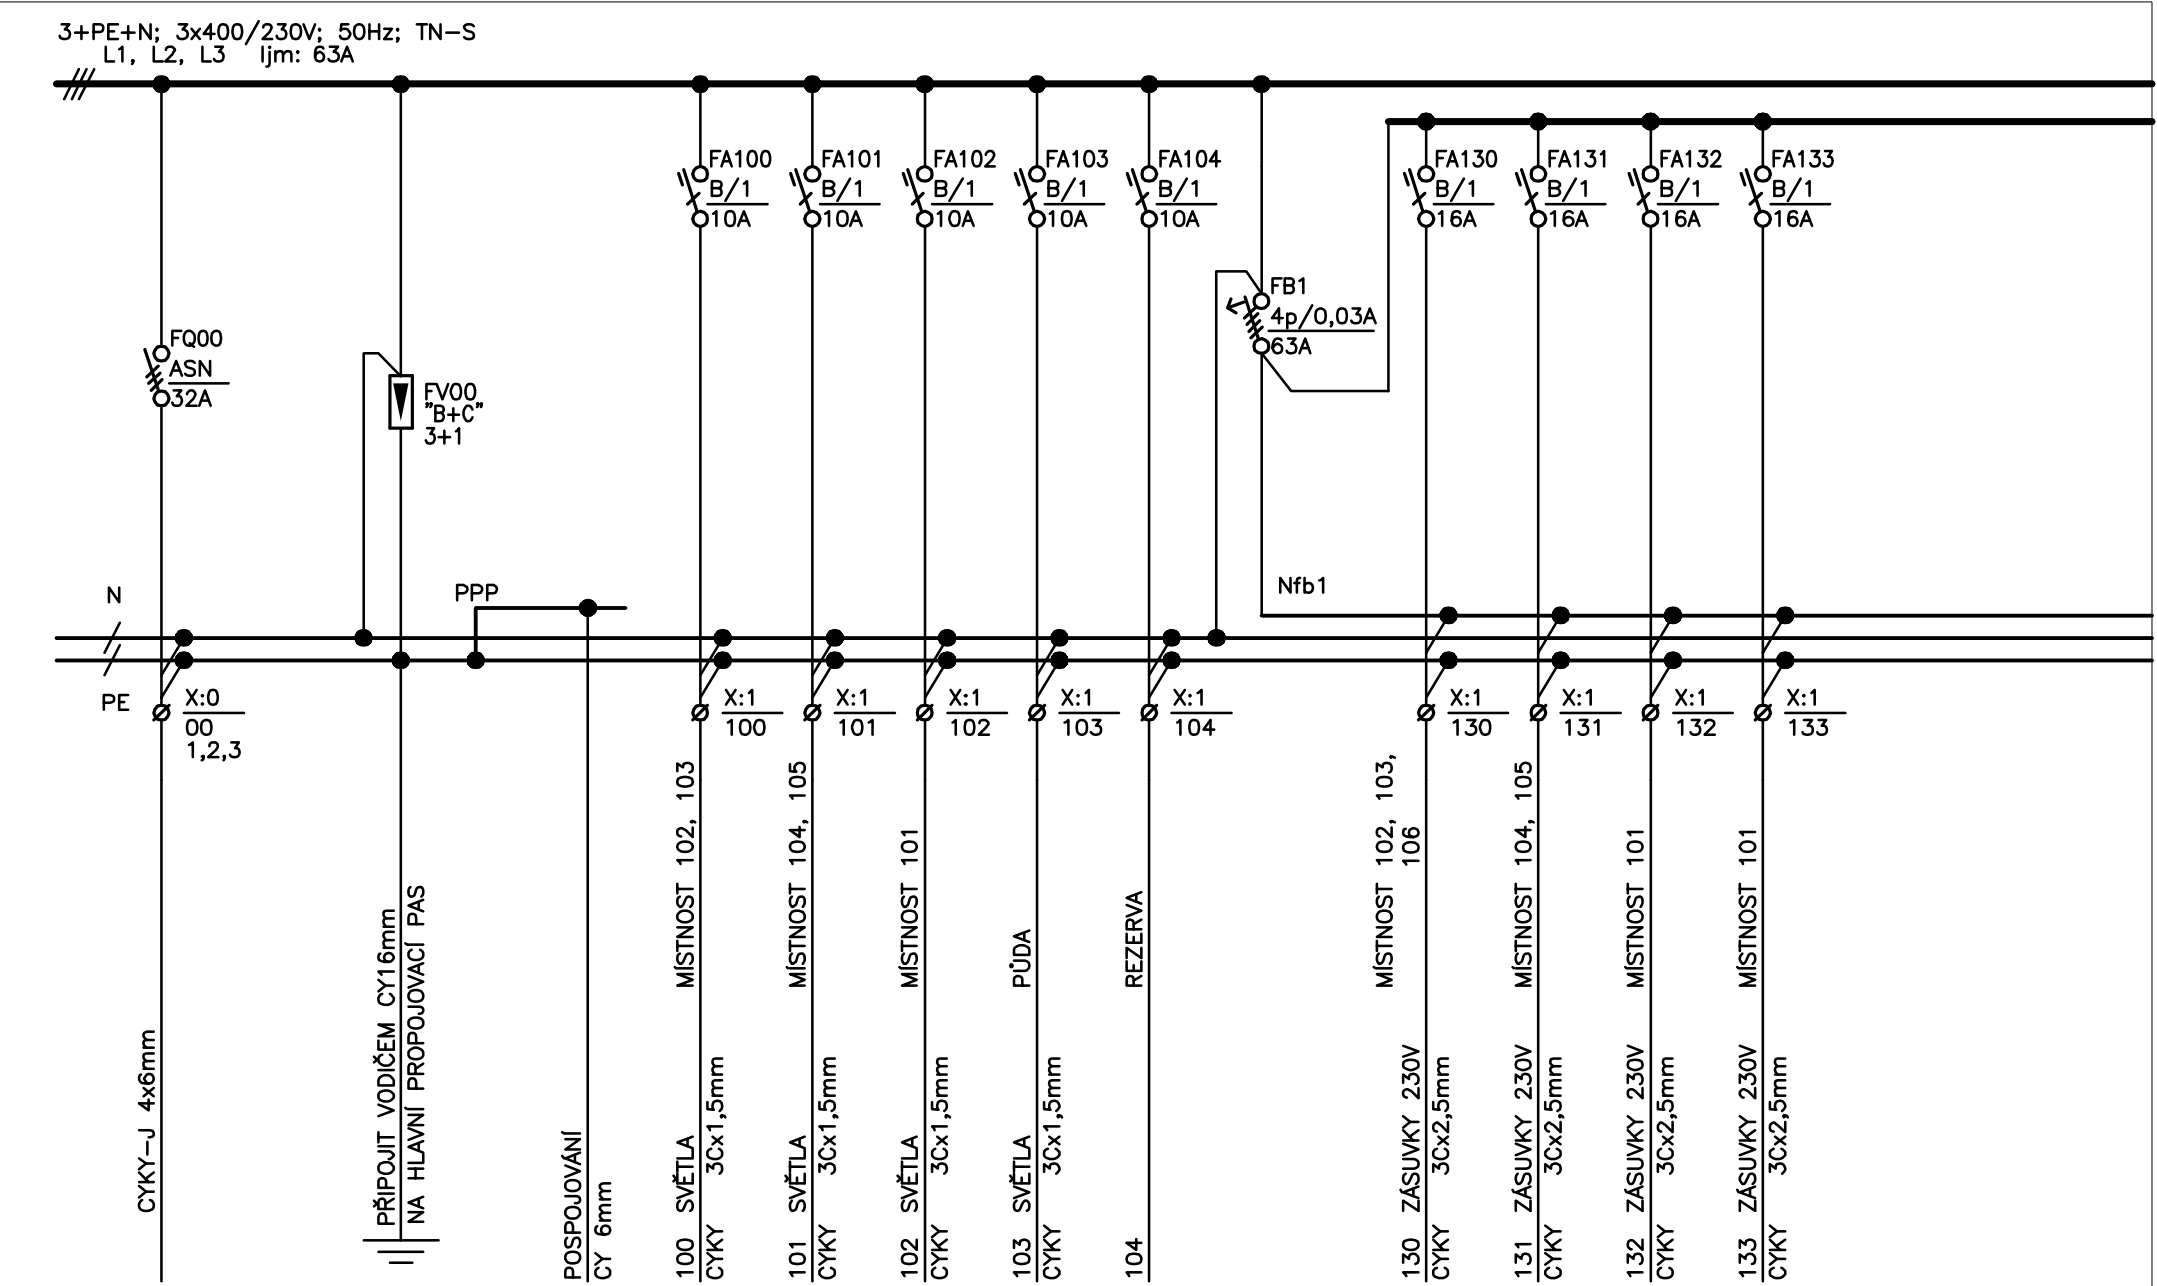 3+PE+N; 3x400/230V; 50Hz; TN-S
L1, L2, L3 Ijm: 63A
FA100
B/1
10A
FA101
B/1
10A
FA102
B/1
10A
FA103
B/1
10A
FA104
B/1
10A
FA130
B/1
16A
FA131
B/1
16A
FA132
B/1
16A
FA133
B/1
16A
FB1
4p/0,03A
63A
FQ00
ASN
32A
FV00
"B+C"
3+1
N
PPP
Nfb1
PE
X:0
00
1,2,3
X:1
100
X:1
101
X:1
102
X:1
103
X:1
104
X:1
130
X:1
131
X:1
132
X:1
133
CYKY-J 4x6mm
PŘIPOJIT VODIČEM CY16mm
NA HLAVNÍ PROPOJOVACÍ PAS
POSPOJOVÁNÍ
CY 6mm
100 SVĚTLA MÍSTNOST 102, 103
CYKY 3Cx1,5mm
101 SVĚTLA MÍSTNOST 104, 105
CYKY 3Cx1,5mm
102 SVĚTLA MÍSTNOST 101
CYKY 3Cx1,5mm
103 SVĚTLA PŮDA
CYKY 3Cx1,5mm
104 REZERVA
MÍSTNOST 102, 103,
130 ZÁSUVKY 230V 106
CYKY 3Cx2,5mm
131 ZÁSUVKY 230V MÍSTNOST 104, 105
CYKY 3Cx2,5mm
132 ZÁSUVKY 230V MÍSTNOST 101
CYKY 3Cx2,5mm
133 ZÁSUVKY 230V MÍSTNOST 101
CYKY 3Cx2,5mm